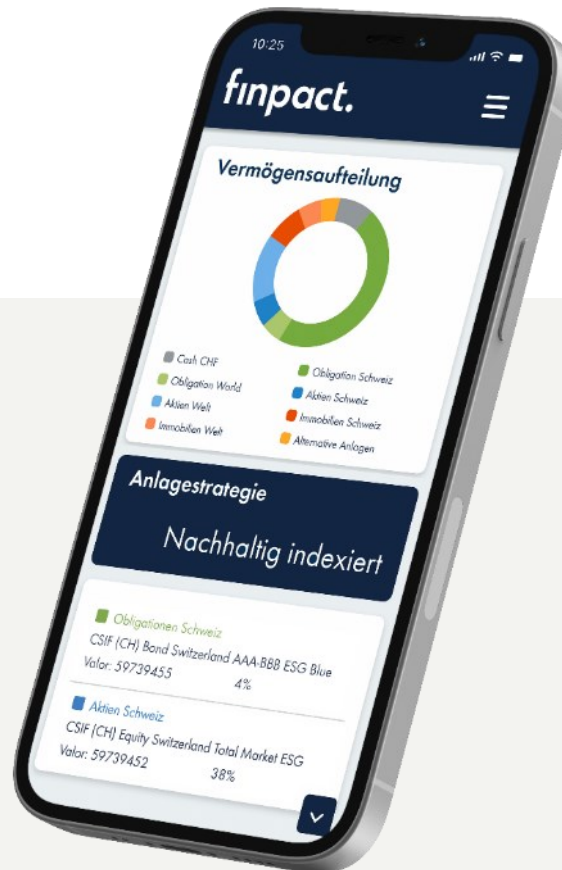 10:25
finpact.
Vermögensaufteilung
Cash CHF
Obligation Schweiz
Obligation World
Aktien Schweiz
Aktien Welt
Immobilien Schweiz
Immobilien Welt
Alternative Anlagen
Anlagestrategie
Nachhaltig indexiert
Obligationen Schweiz
CSIF (CH) Bond Switzerland AAA-BBB ESG Blue
Valor: 59739455 4%
Aktien Schweiz
CSIF (CH) Equity Switzerland Total Market ESG
Valor: 59739452 38%